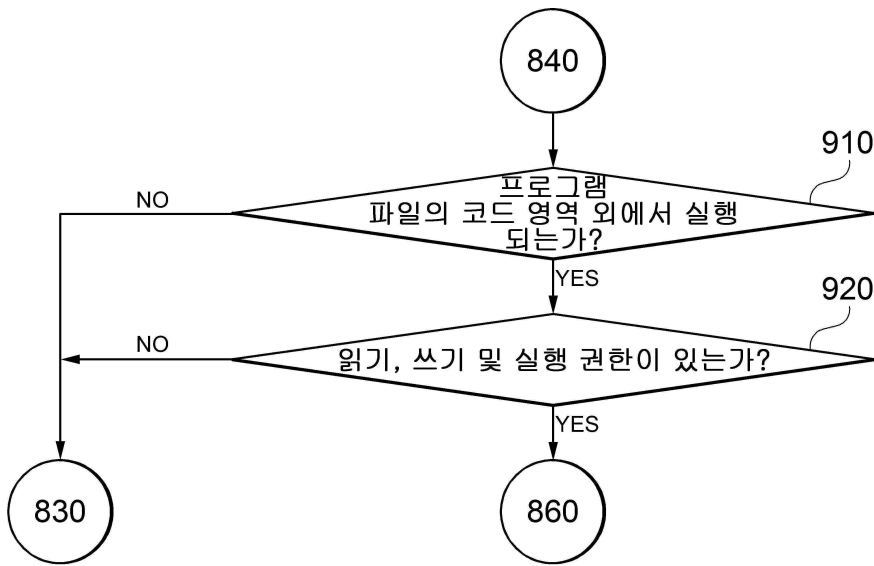 840
910
프로그램
NO
파일의 코드 영역 외에서 실행
되는가?
YES
920
NO
읽기, 쓰기 및 실행 권한이 있는가?
YES
830
860